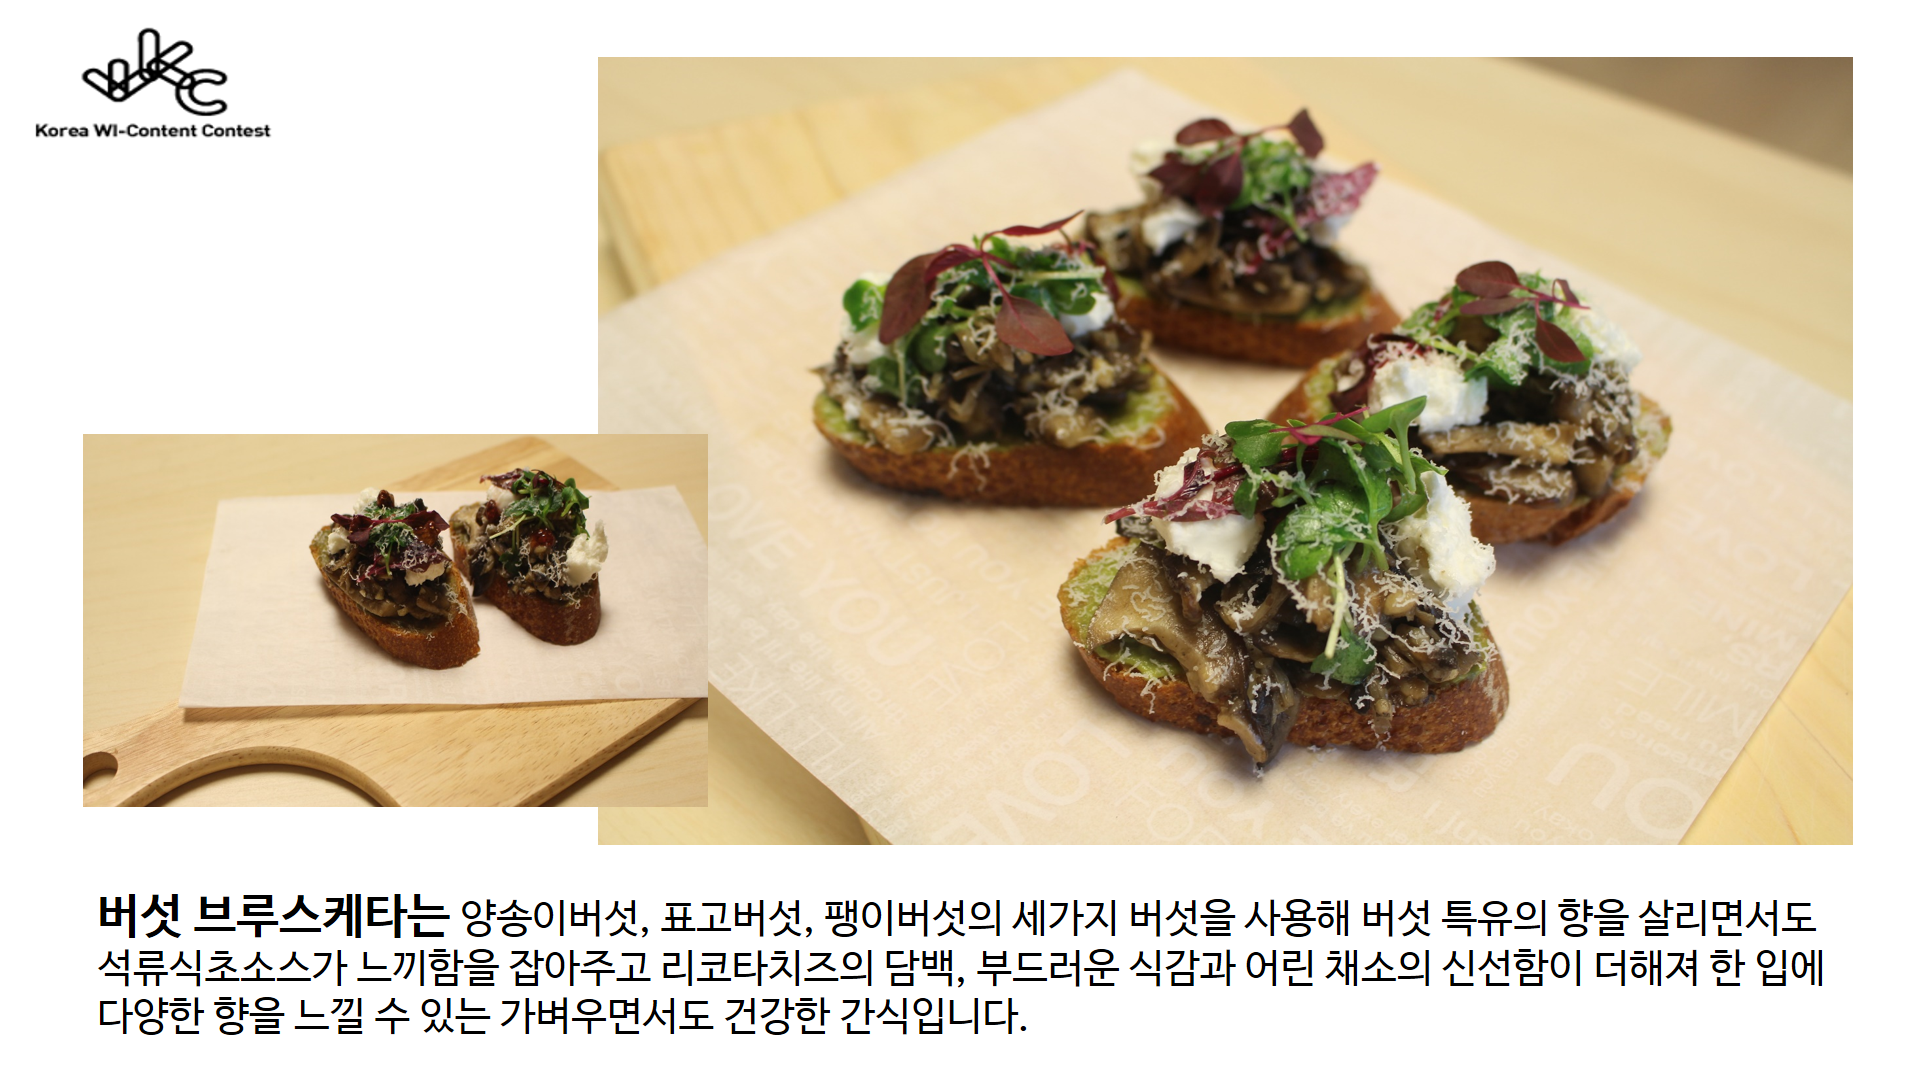 Korea WI-Content Contest
LOVE YOU
버섯 브루스케타는 양송이버섯, 표고버섯, 팽이버섯의 세가지 버섯을 사용해 버섯 특유의 향을 살리면서도
석류식초소스가 느끼함을 잡아주고 리코타치즈의 담백, 부드러운 식감과 어린 채소의 신선함이 더해져 한 입에
다양한 향을 느낄 수 있는 가벼우면서도 건강한 간식입니다.